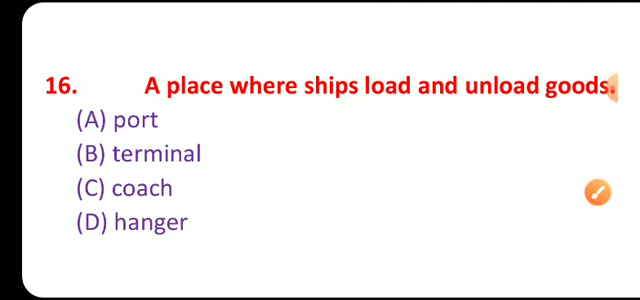 16. A place where ships load and unload goods.
(A) port
(B) terminal
(C) coach
(D) hanger